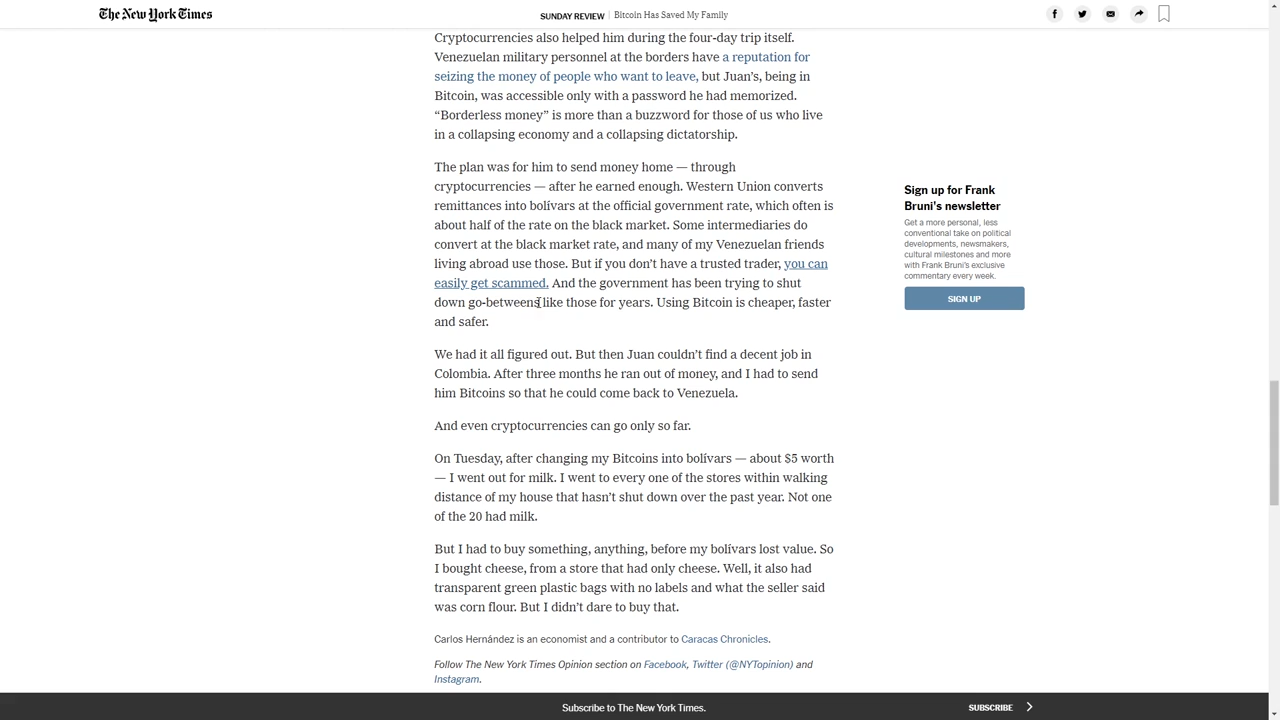 The New York Times
SUNDAY REVIEW | Bitcoin Has Saved My Family
Cryptocurrencies also helped him during the four-day trip itself.
Venezuelan military personnel at the borders have a reputation for
seizing the money of people who want to leave, but Juan’s, being in
Bitcoin, was accessible only with a password he had memorized.
“Borderless money” is more than a buzzword for those of us who live
in a collapsing economy and a collapsing dictatorship.
The plan was for him to send money home — through
cryptocurrencies — after he earned enough. Western Union converts
remittances into bolívars at the official government rate, which often is
about half of the rate on the black market. Some intermediaries do
convert at the black market rate, and many of my Venezuelan friends
living abroad use those. But if you don’t have a trusted trader, you can
easily get scammed. And the government has been trying to shut
down go-betweens like those for years. Using Bitcoin is cheaper, faster
and safer.
We had it all figured out. But then Juan couldn’t find a decent job in
Colombia. After three months he ran out of money, and I had to send
him Bitcoins so that he could come back to Venezuela.
And even cryptocurrencies can go only so far.
On Tuesday, after changing my Bitcoins into bolívars — about $5 worth
— I went out for milk. I went to every one of the stores within walking
distance of my house that hasn’t shut down over the past year. Not one
of the 20 had milk.
But I had to buy something, anything, before my bolívars lost value. So
I bought cheese, from a store that had only cheese. Well, it also had
transparent green plastic bags with no labels and what the seller said
was corn flour. But I didn’t dare to buy that.
Carlos Hernández is an economist and a contributor to Caracas Chronicles.
Follow The New York Times Opinion section on Facebook, Twitter (@NYTopinion) and
Instagram.
Sign up for Frank
Bruni’s newsletter
Get a more personal, less
conventional take on political
developments, newsmakers,
cultural milestones and more
with Frank Bruni’s exclusive
commentary every week.
SIGN UP
Subscribe to The New York Times.
SUBSCRIBE